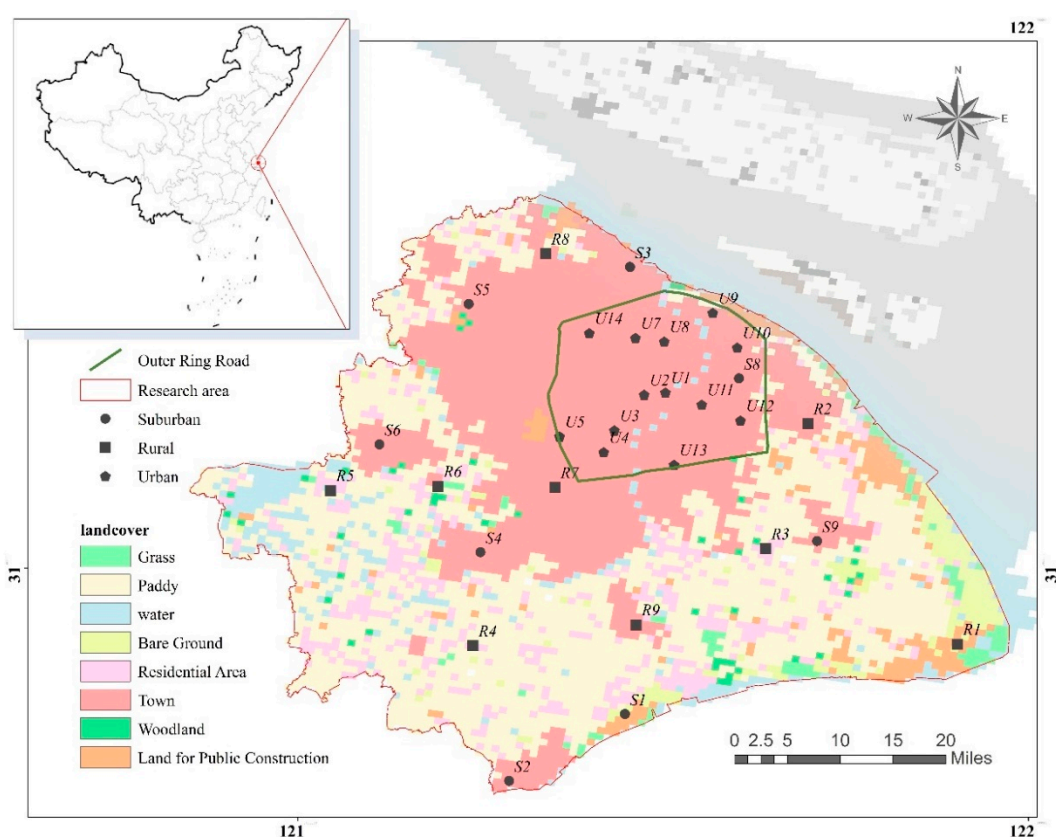 122
N
W
E
S
R8
S3
S5
U9
U14
U7
U8
U10
S8
U2
U1
U11
U3
U12
R2
U5
U4
U13
S6
R6
R5
R7
R3
S9
S4
R9
R4
R1
S1
S2
Outer Ring Road
Research area
Suburban
Rural
Urban
landcover
Grass
Paddy
water
Bare Ground
Residential Area
Town
Woodland
Land for Public Construction
31
31
0 2.5 5 10 15 20
Miles
121
122